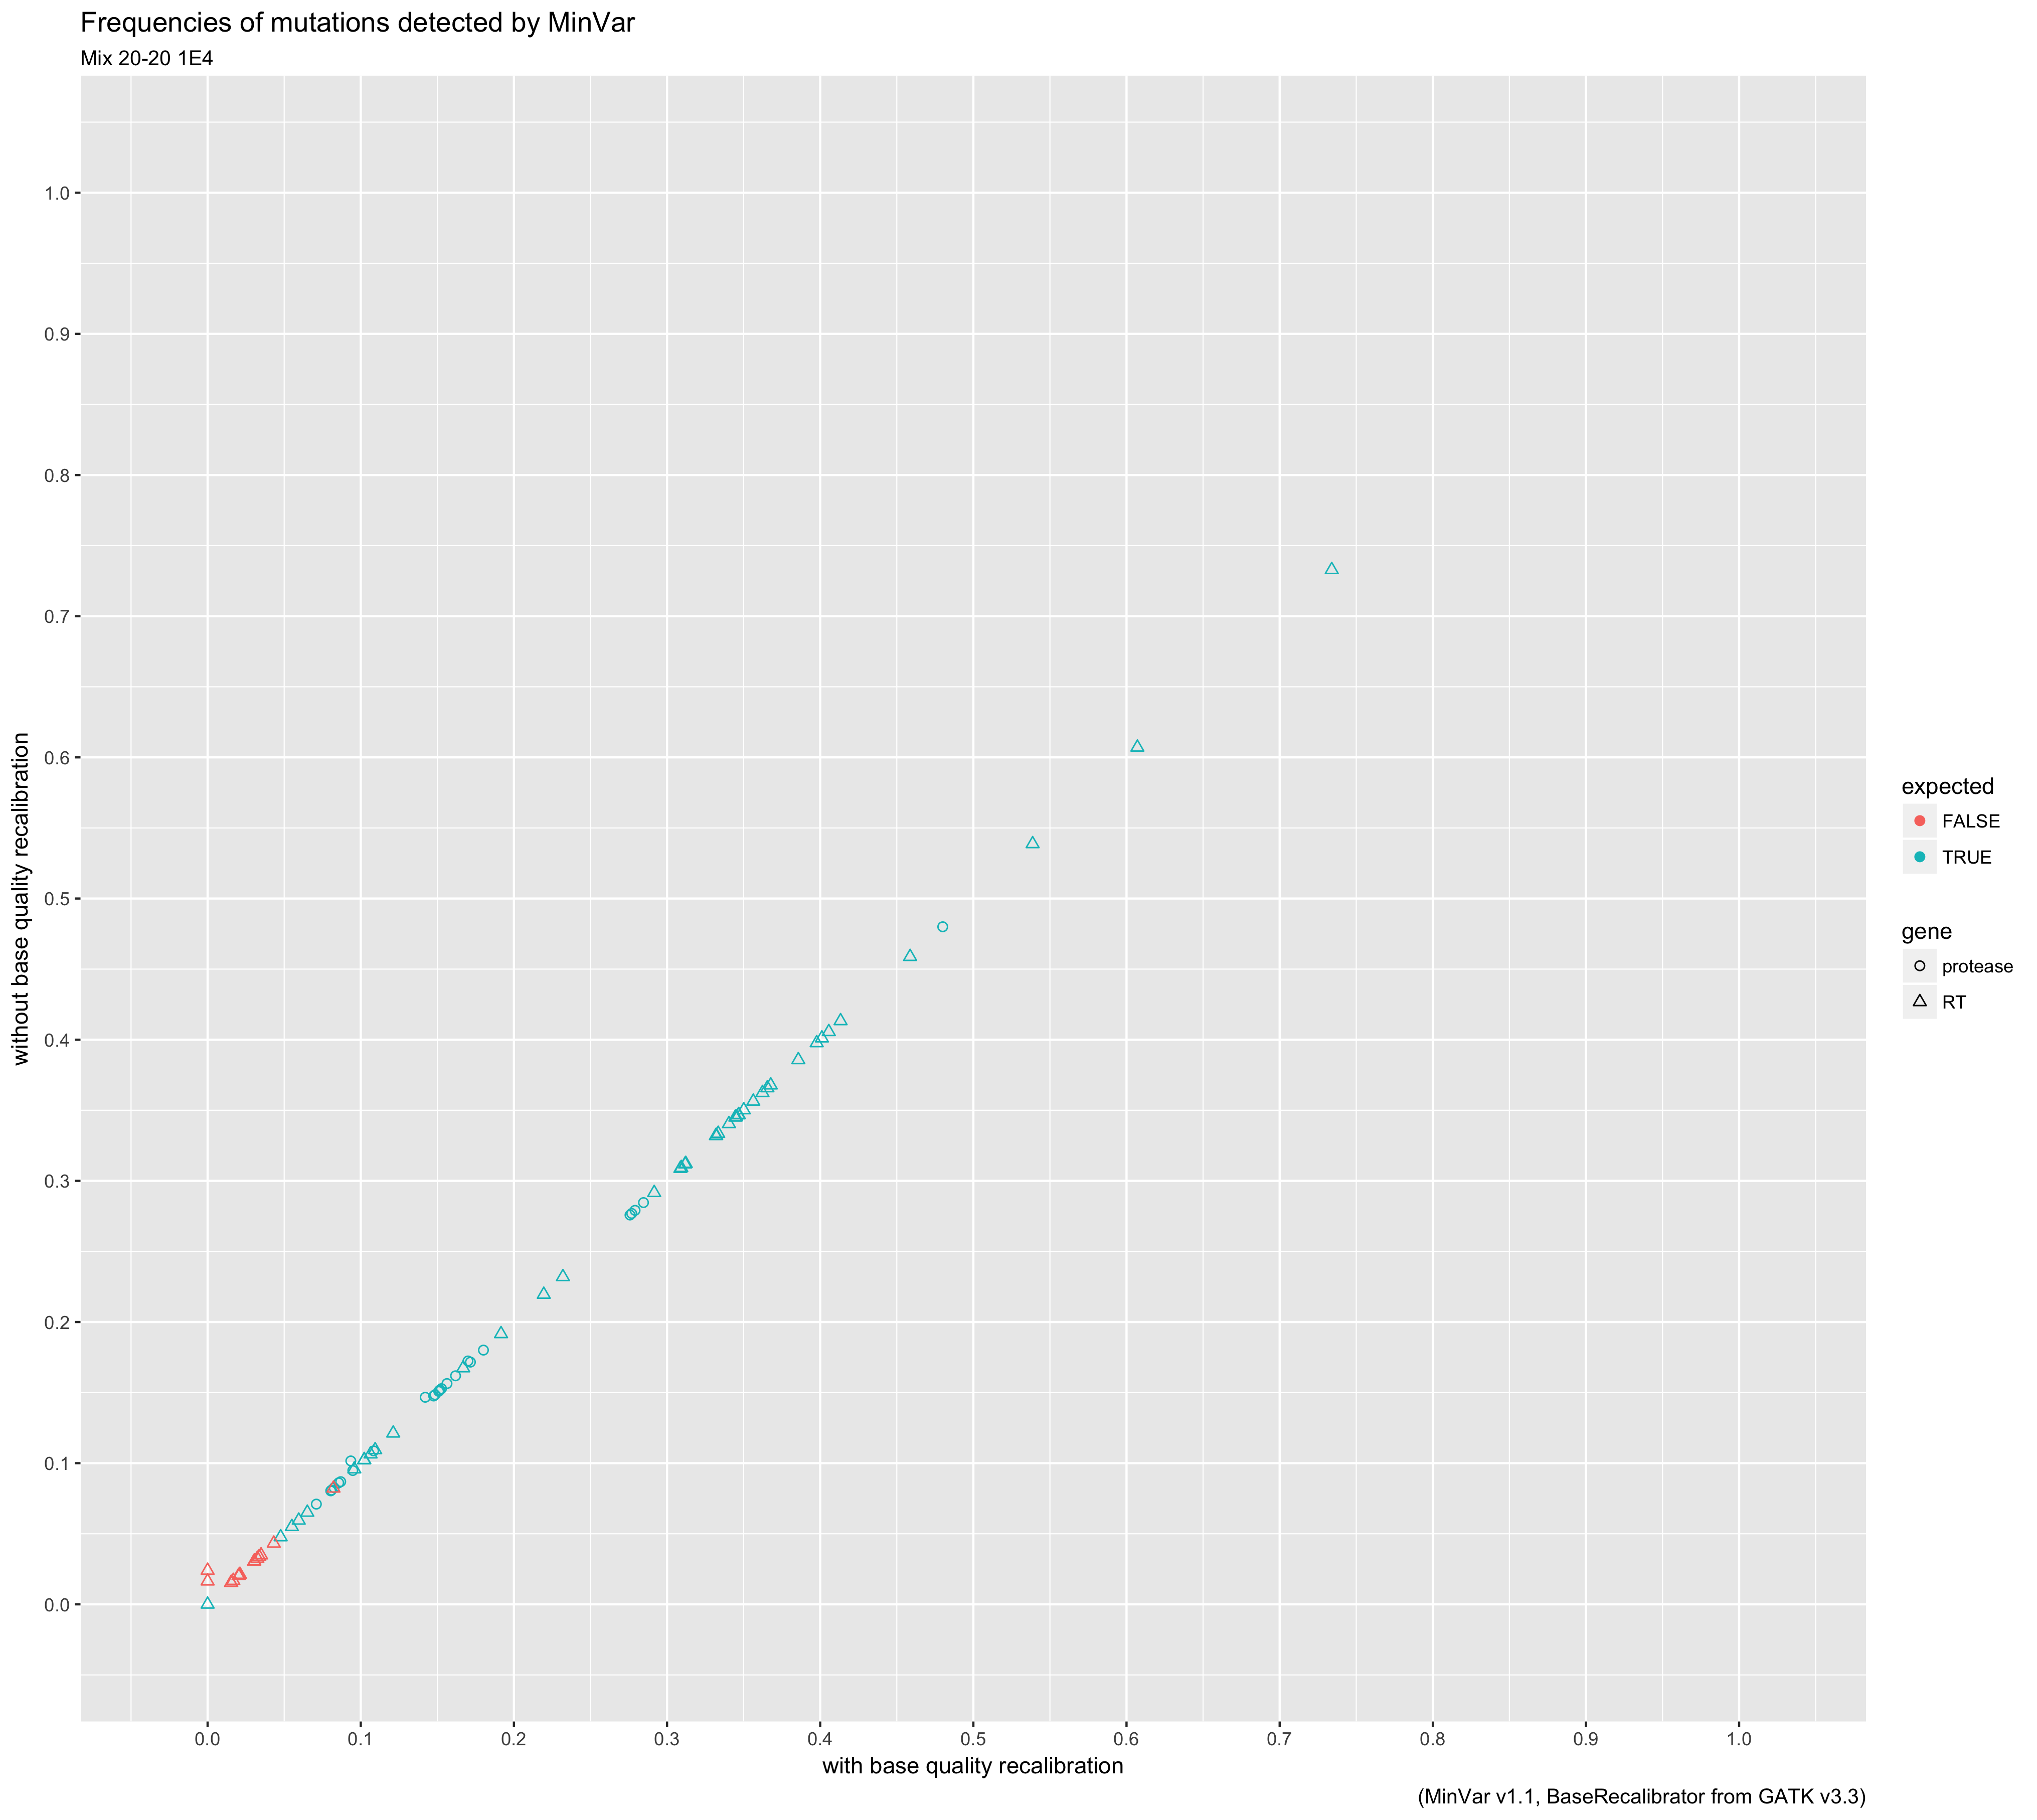 Frequencies of mutations detected by MinVar
Mix 20-20 1E4
without base quality recalibration
1.0
0.9
0.8
0.7
0.6
0.5
0.4
0.3
0.2
0.1
0.0
0.0 0.1 0.2 0.3 0.4 0.5 0.6 0.7 0.8 0.9 1.0
with base quality recalibration
expected
FALSE
TRUE
gene
protease
RT
(MinVar v1.1, BaseRecalibrator from GATK v3.3)